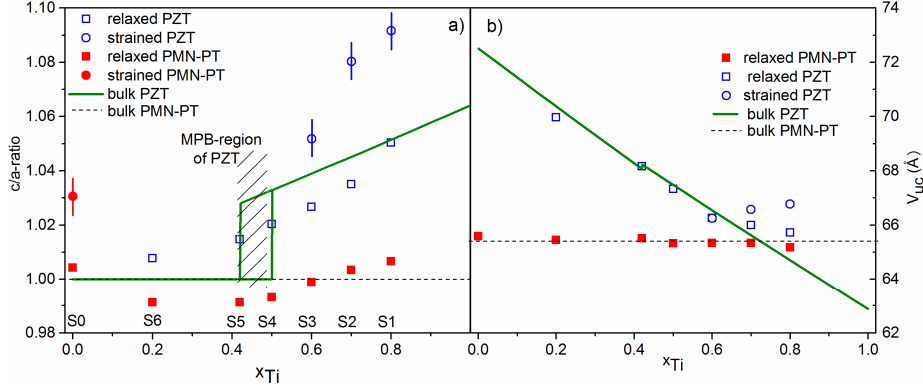 1.10
1.08
1.06
1.04
1.02
1.00
0.98
c/a-ratio
relaxed PZT
strained PZT
relaxed PMN-PT
strained PMN-PT
bulk PZT
bulk PMN-PT
a)
MPB-region
of PZT
S0 S6 S5 S4 S3 S2 S1
0.0 0.2 0.4 0.6 0.8
xTi
b)
relaxed PMN-PT
relaxed PZT
strained PZT
bulk PZT
bulk PMN-PT
74
72
70
68
66
64
62
Vuc (Å)
0.0 0.2 0.4 0.6 0.8 1.0
xTi